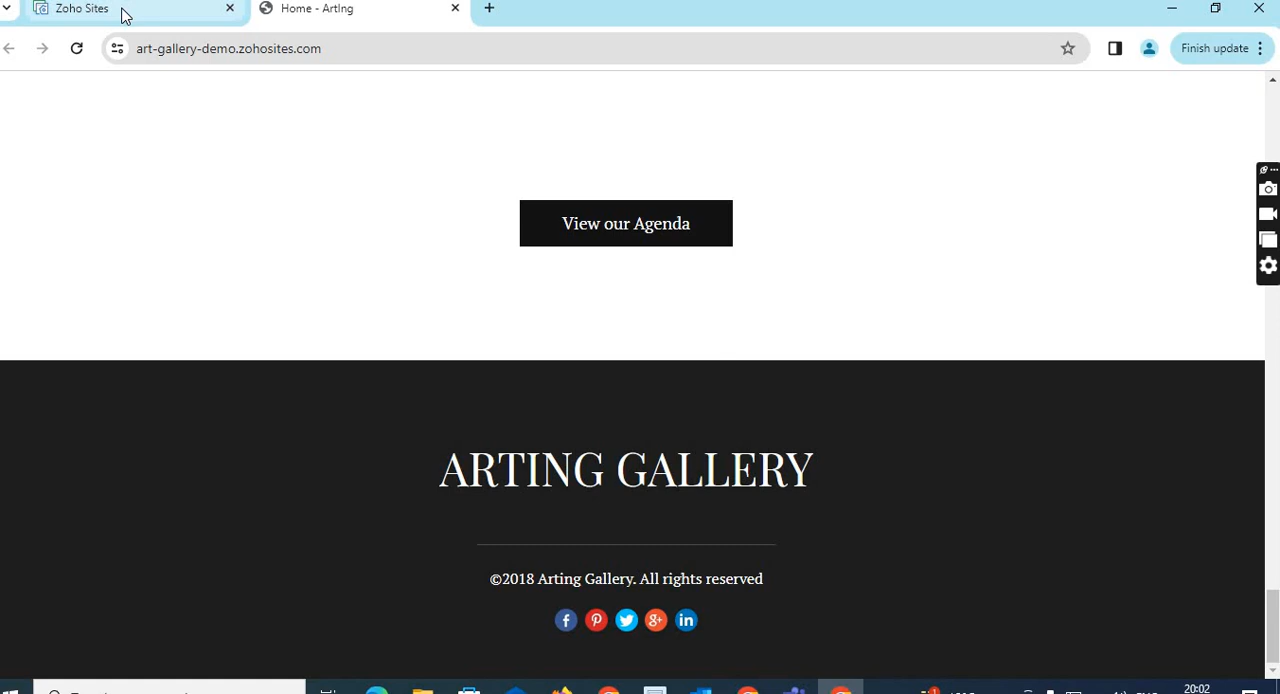 Zoho Sites
Home - Arting
art-gallery-demo.zohosites.com
Finish update
View our Agenda
ARTING GALLERY
©2018 Arting Gallery. All rights reserved
20:02